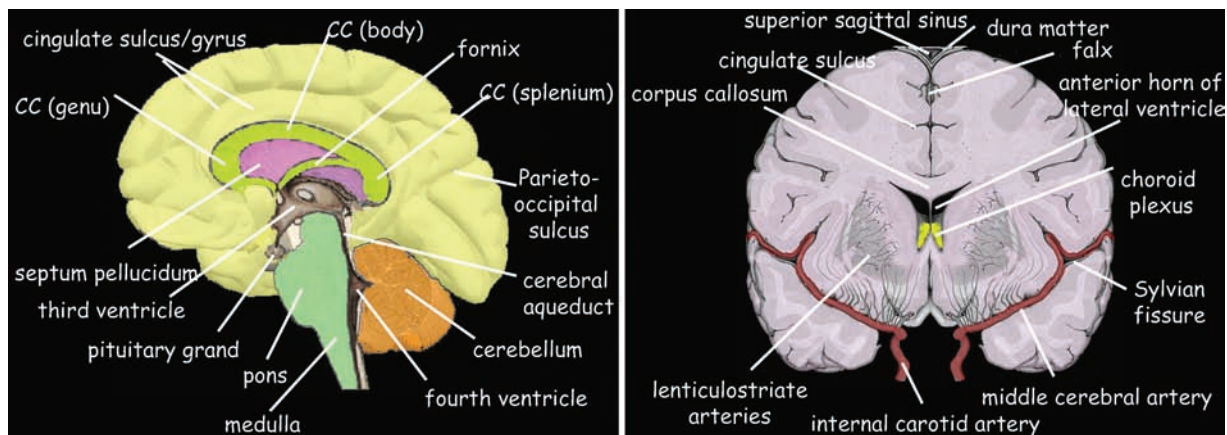 cingulate sulcus/gyrus
CC (body)
fornix
CC (genu)
CC (splenium)
Parieto-
occipital
sulcus
septum pellucidum
third ventricle
cerebral
aqueduct
pituitary grand
pons
cerebellum
medulla
fourth ventricle
superior sagittal sinus
dura matter
cingulate sulcus
falx
corpus callosum
anterior horn of
lateral ventricle
choroid
plexus
Sylvian
fissure
lenticulostriate
arteries
middle cerebral artery
internal carotid artery